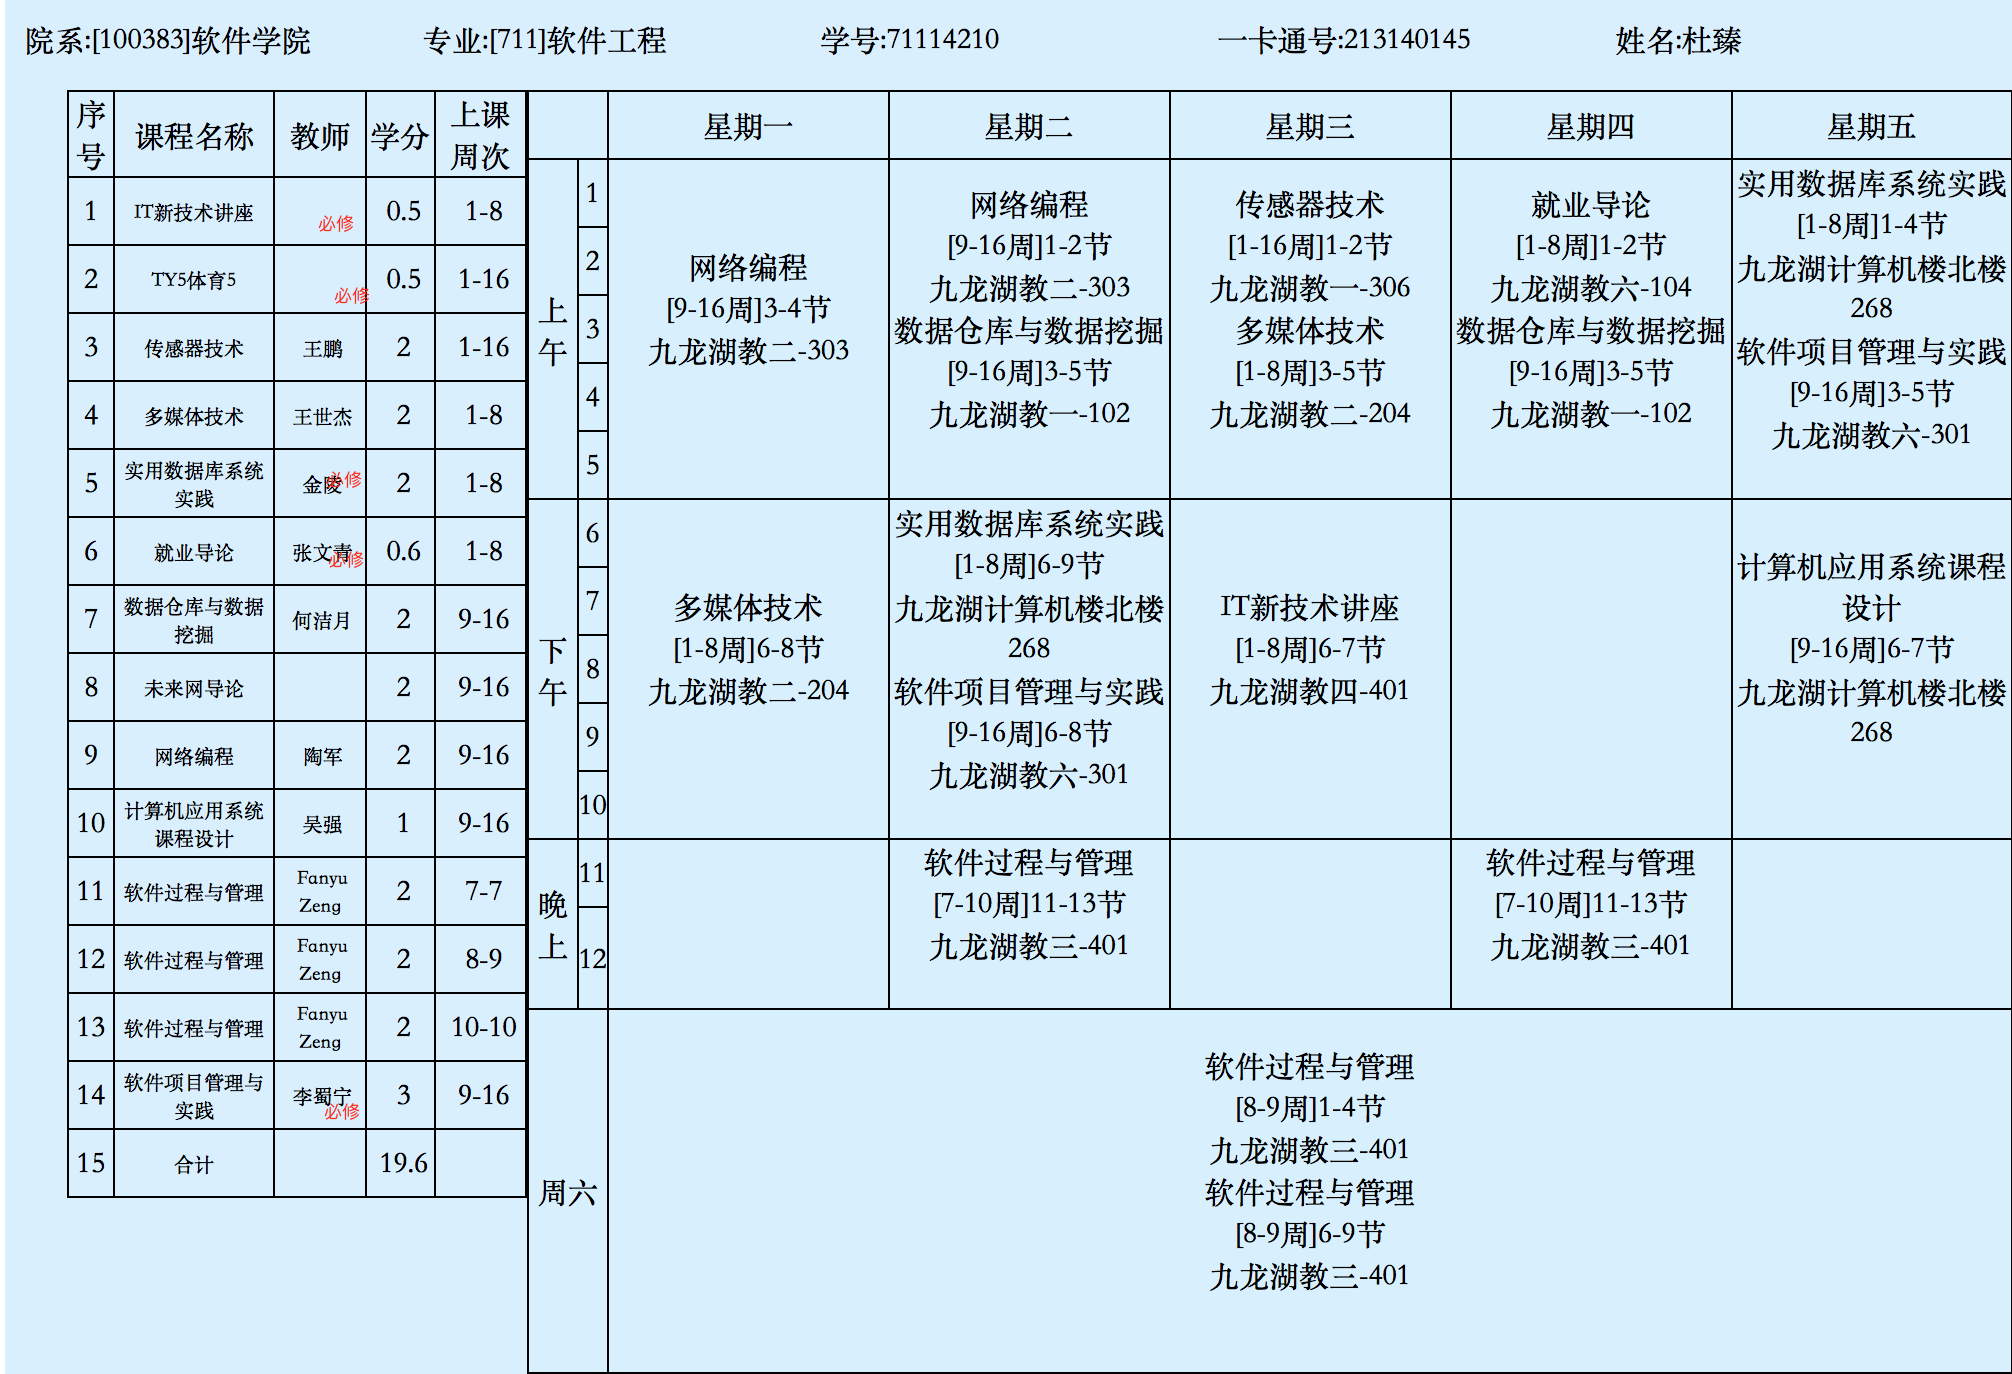 院系:[100383]软件学院 专业:[711]软件工程 学号:71114210 一卡通号:213140145 姓名:杜臻
序号 课程名称 教师 学分 上课周次
1 IT新技术讲座 必修 0.5 1-8
2 TY5体育5 必修 0.5 1-16
3 传感器技术 王鹏 2 1-16
4 多媒体技术 王世杰 2 1-8
5 实用数据库系统实践 金陵 必修 2 1-8
6 就业导论 张文青 必修 0.6 1-8
7 数据仓库与数据挖掘 何洁月 2 9-16
8 未来网导论 2 9-16
9 网络编程 陶军 2 9-16
10 计算机应用系统课程设计 吴强 1 9-16
11 软件过程与管理 Fanyu Zeng 2 7-7
12 软件过程与管理 Fanyu Zeng 2 8-9
13 软件过程与管理 Fanyu Zeng 2 10-10
14 软件项目管理与实践 李蜀宁 必修 3 9-16
15 合计 19.6
星期一 星期二 星期三 星期四 星期五
上午
1
2
3
4
5
网络编程
[9-16周]3-4节
九龙湖教二-303
网络编程
[9-16周]1-2节
九龙湖教二-303
数据仓库与数据挖掘
[9-16周]3-5节
九龙湖教一-102
传感器技术
[1-16周]1-2节
九龙湖教一-306
多媒体技术
[1-8周]3-5节
九龙湖教二-204
就业导论
[1-8周]1-2节
九龙湖教六-104
数据仓库与数据挖掘
[9-16周]3-5节
九龙湖教一-102
实用数据库系统实践
[1-8周]1-4节
九龙湖计算机楼北楼
268
软件项目管理与实践
[9-16周]3-5节
九龙湖教六-301
下午
6
7
8
9
10
多媒体技术
[1-8周]6-8节
九龙湖教二-204
实用数据库系统实践
[1-8周]6-9节
九龙湖计算机楼北楼
268
软件项目管理与实践
[9-16周]6-8节
九龙湖教六-301
IT新技术讲座
[1-8周]6-7节
九龙湖教四-401
计算机应用系统课程
设计
[9-16周]6-7节
九龙湖计算机楼北楼
268
晚上
11
12
软件过程与管理
[7-10周]11-13节
九龙湖教三-401
软件过程与管理
[7-10周]11-13节
九龙湖教三-401
周六
软件过程与管理
[8-9周]1-4节
九龙湖教三-401
软件过程与管理
[8-9周]6-9节
九龙湖教三-401